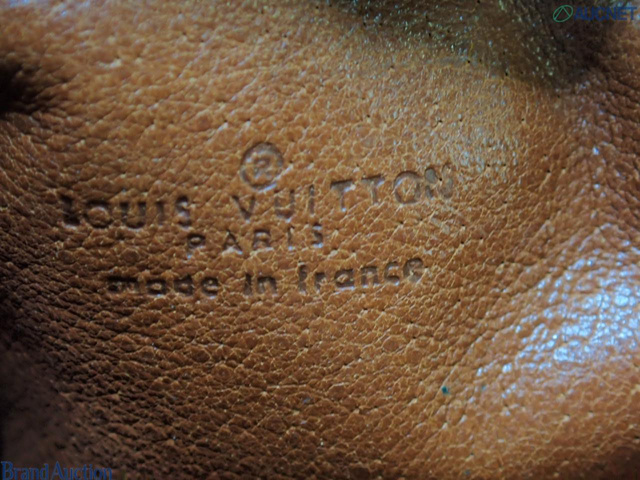 ®
LOUIS VUITTON
PARIS
made in france
Brand Auction